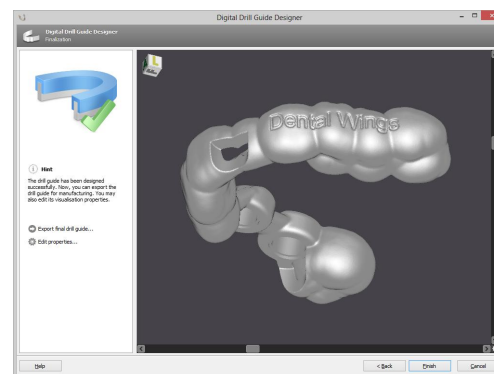 Digital Drill Guide Designer
Digital Drill Guide Designer
Finalization
Dental Wings
Hint
The drill guide has been designed
successfully. Now, you can export the
drill guide for manufacturing. You may
also edit its visualisation properties.
Export final drill guide...
Edit properties...
Help
< Back
Finish
Cancel